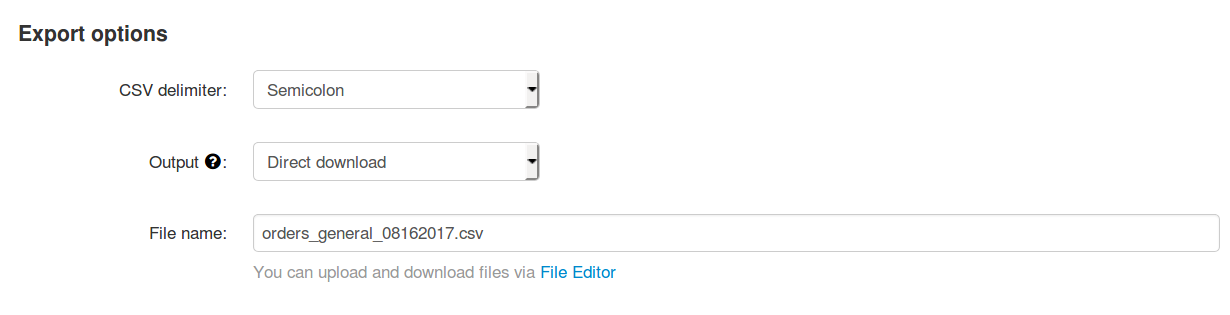 Export options
CSV delimiter: Semicolon
Output ?: Direct download
File name: orders_general_08162017.csv
You can upload and download files via File Editor